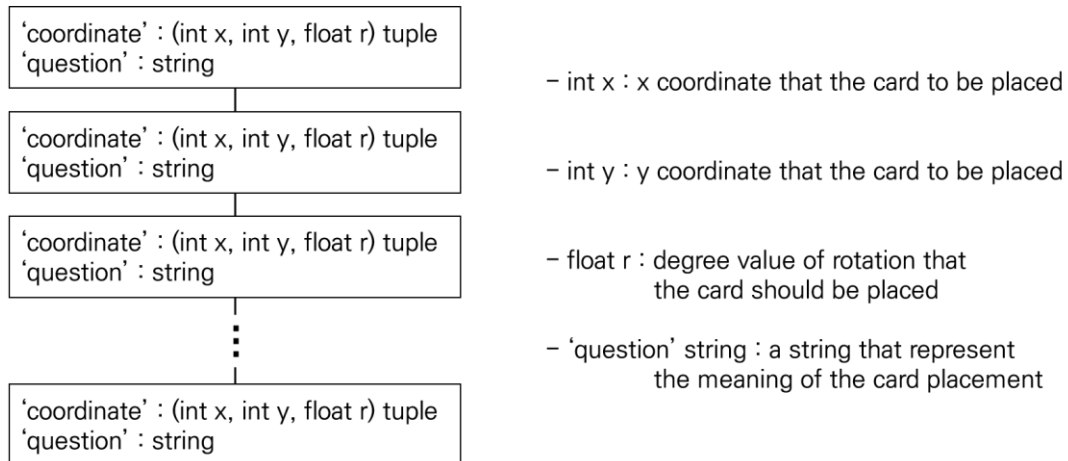 ‘coordinate’ : (int x, int y, float r) tuple
‘question’ : string
‘coordinate’ : (int x, int y, float r) tuple
‘question’ : string
‘coordinate’ : (int x, int y, float r) tuple
‘question’ : string
‘coordinate’ : (int x, int y, float r) tuple
‘question’ : string
- int x : x coordinate that the card to be placed
- int y : y coordinate that the card to be placed
- float r : degree value of rotation that
the card should be placed
- ‘question’ string : a string that represent
the meaning of the card placement